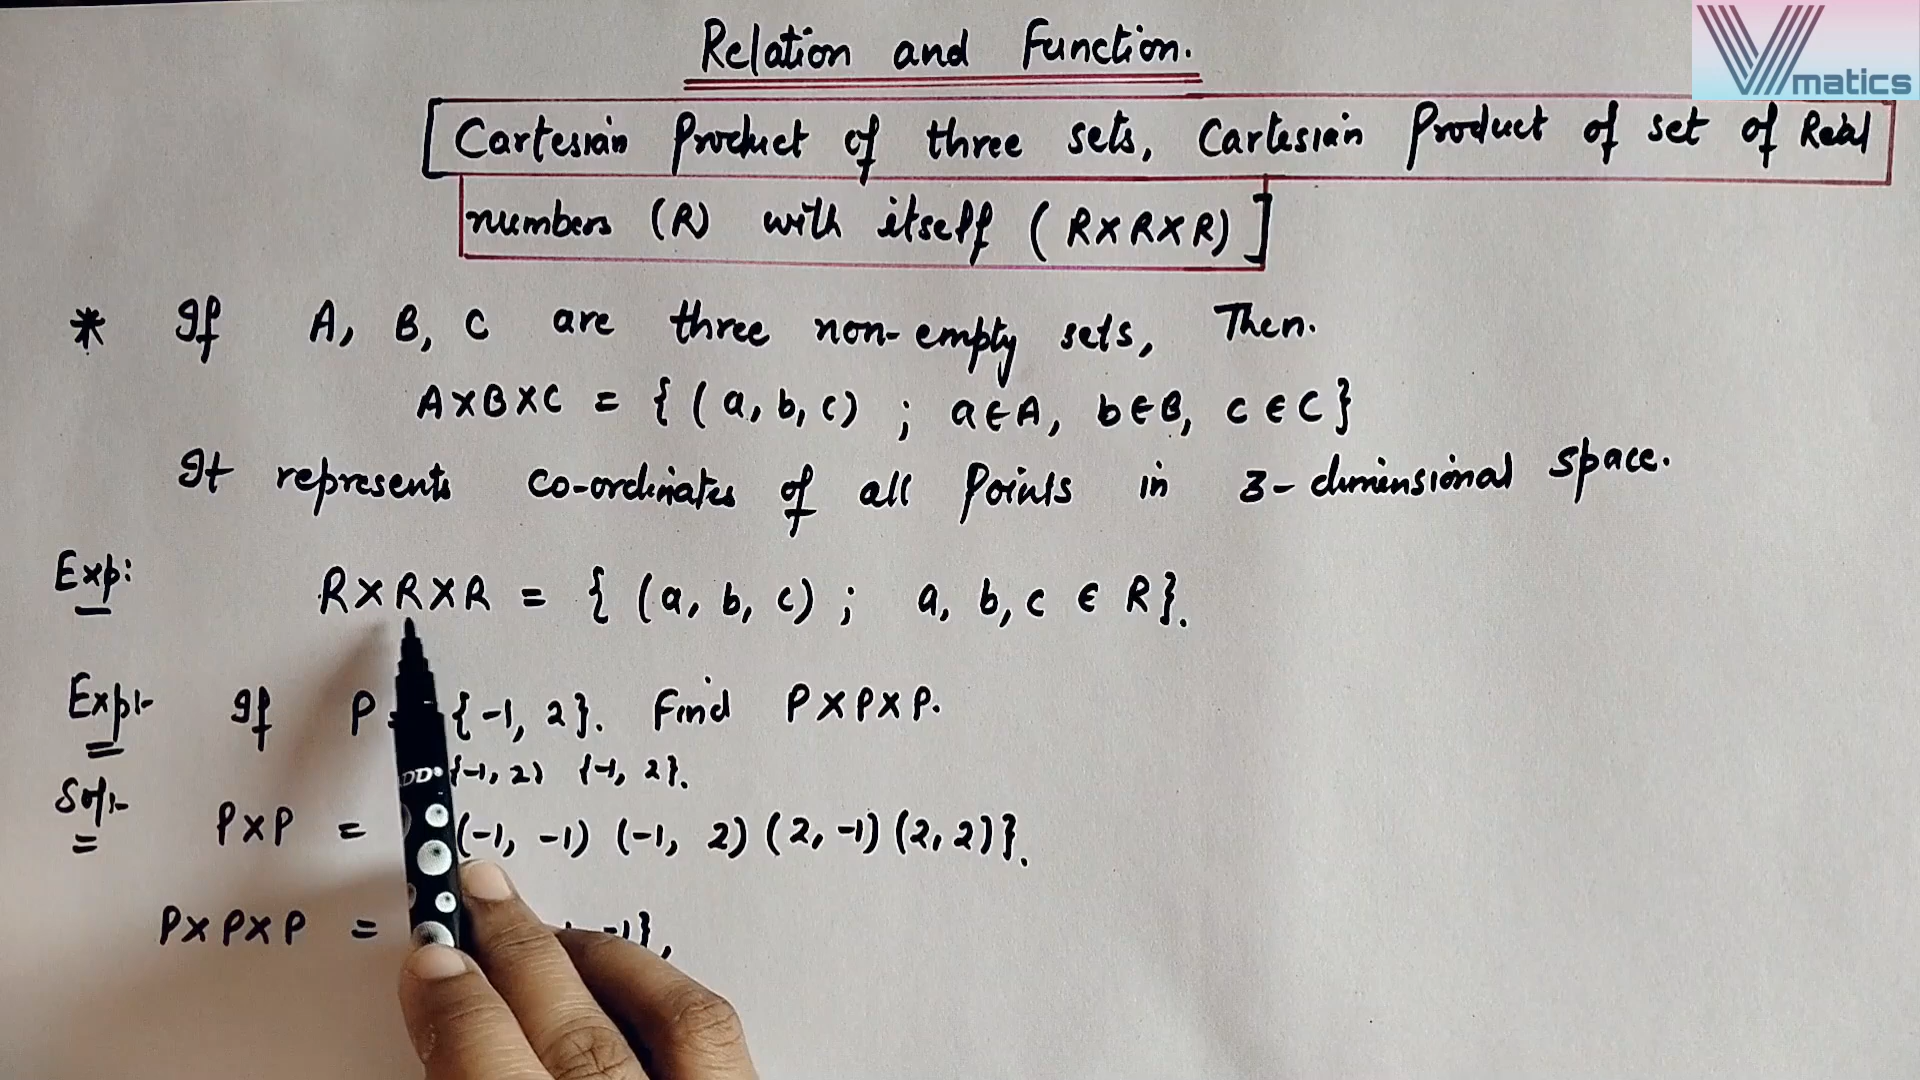 Relation and Function.
Vmatics
[Cartesian Product of three sets, Cartesian Product of set of Real
numbers (R) with itself (R×R×R)]
* If A, B, C are three non-empty sets, Then.
A×B×C = {(a, b, c) ; a∈A, b∈B, c∈C}
It represents co-ordinates of all Points in 3-dimensional space.
Exp: R×R×R = {(a, b, c) ; a, b, c ∈ R}.
Exp:- If P = {-1, 2}. Find P×P×P.
{-1, 2} {-1, 2}.
Sol:- P×P = (-1, -1) (-1, 2) (2, -1) (2, 2)}.
P×P×P = -1},
DD